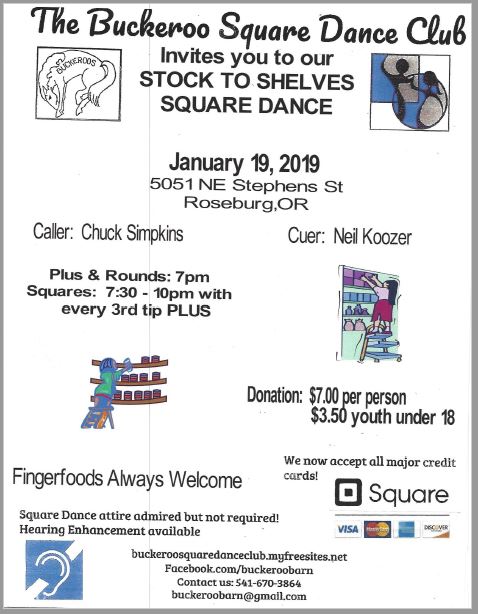 The Buckeroo Square Dance Club
BUCKEROOS
Invites you to our
STOCK TO SHELVES
SQUARE DANCE
January 19, 2019
5051 NE Stephens St
Roseburg,OR
Caller: Chuck Simpkins
Cuer: Neil Koozer
Plus & Rounds: 7pm
Squares: 7:30 - 10pm with
every 3rd tip PLUS
Donation: $7.00 per person
$3.50 youth under 18
Fingerfoods Always Welcome
We now accept all major credit
cards!
Square
VISA MasterCard DISCOVER
Square Dance attire admired but not required!
Hearing Enhancement available
buckeroosquaredanceclub.myfreesites.net
Facebook.com/buckeroobarn
Contact us: 541-670-3864
buckeroobarn@gmail.com